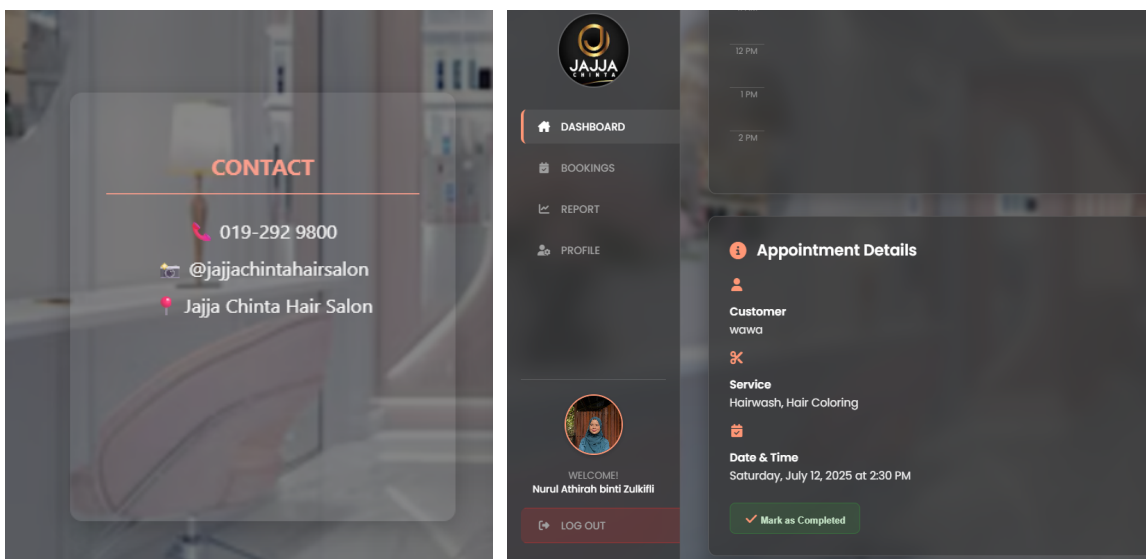 CONTACT
019-292 9800
@jajjachintahairsalon
Jajja Chinta Hair Salon
JAJJA
CHINTA
DASHBOARD
BOOKINGS
REPORT
PROFILE
WELCOME!
Nurul Athirah binti Zulkifli
LOG OUT
12 PM
1 PM
2 PM
Appointment Details
Customer
wawa
Service
Hairwash, Hair Coloring
Date & Time
Saturday, July 12, 2025 at 2:30 PM
Mark as Completed